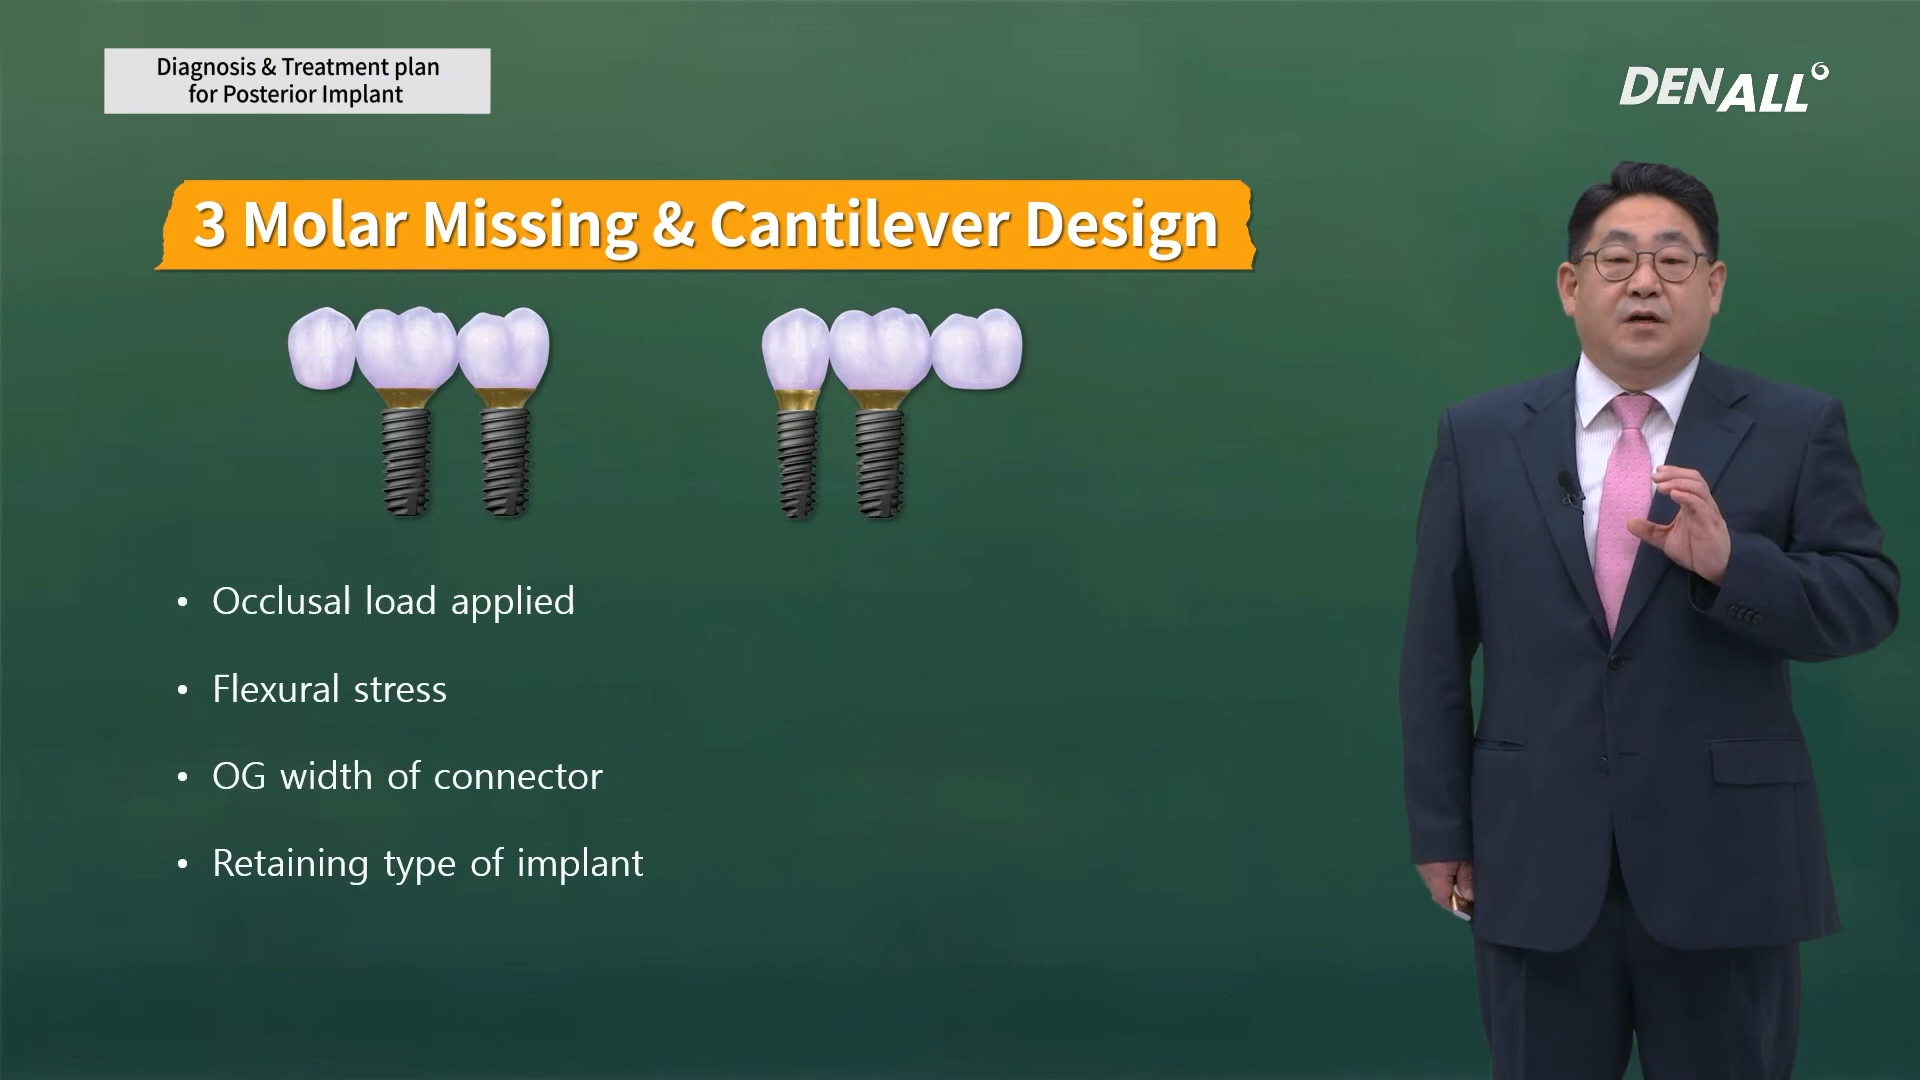 Diagnosis & Treatment plan
for Posterior Implant
DENALL
3 Molar Missing & Cantilever Design
• Occlusal load applied
• Flexural stress
• OG width of connector
• Retaining type of implant